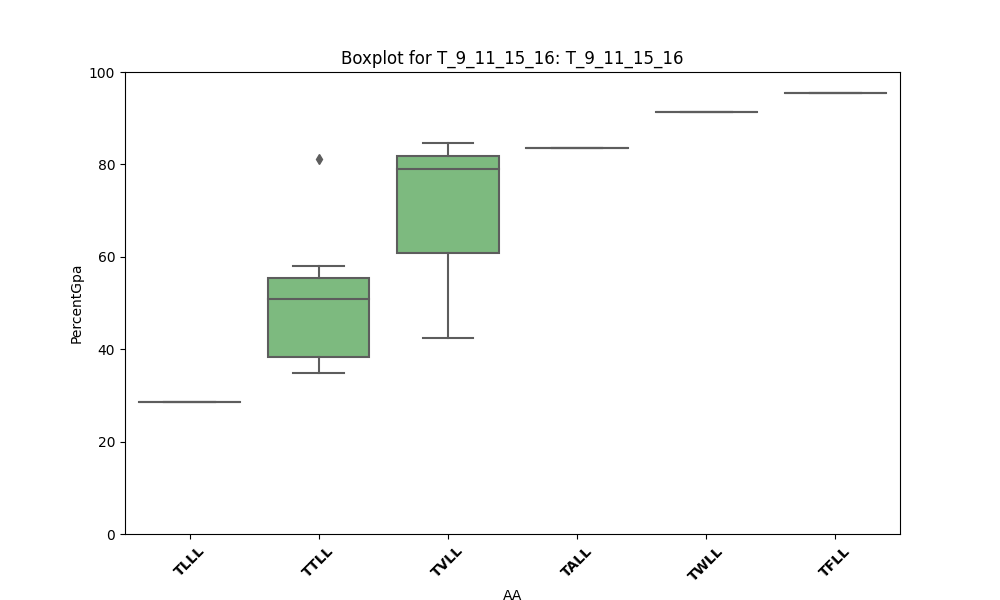 Boxplot for T_9_11_15_16: T_9_11_15_16
100
80
60
40
20
0
PercentGpa
TLLL
TTLL
TVLL
TALL
TWLL
TFLL
AA